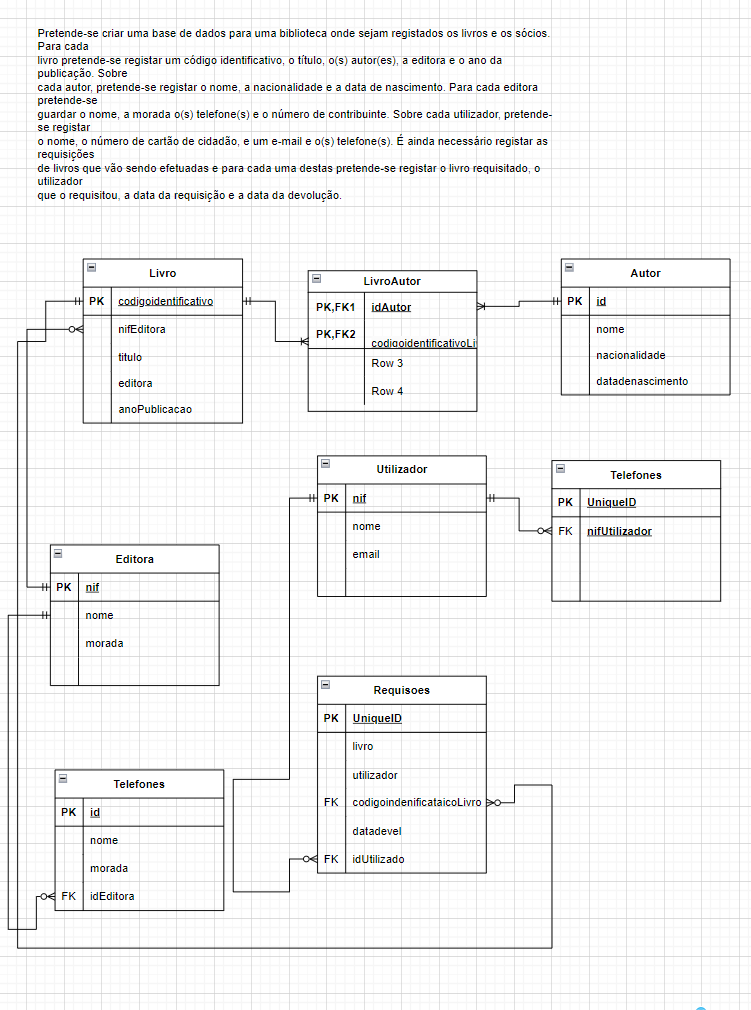 Pretende-se criar uma base de dados para uma biblioteca onde sejam registados os livros e os sócios.
Para cada
livro pretende-se registar um código identificativo, o título, o(s) autor(es), a editora e o ano da
publicação. Sobre
cada autor, pretende-se registar o nome, a nacionalidade e a data de nascimento. Para cada editora
pretende-se
guardar o nome, a morada o(s) telefone(s) e o número de contribuinte. Sobre cada utilizador, pretende-
se registar
o nome, o número de cartão de cidadão, e um e-mail e o(s) telefone(s). É ainda necessário registar as
requisições
de livros que vão sendo efetuadas e para cada uma destas pretende-se registar o livro requisitado, o
utilizador
que o requisitou, a data da requisição e a data da devolução.
Livro
PK codigoidentificativo
nifEditora
titulo
editora
anoPublicacao
LivroAutor
PK,FK1 idAutor
PK,FK2 codigoidentificativoLi
Row 3
Row 4
Autor
PK id
nome
nacionalidade
datadenascimento
Utilizador
PK nif
nome
email
Telefones
PK UniqueID
FK nifUtilizador
Editora
PK nif
nome
morada
Requisoes
PK UniqueID
livro
utilizador
FK codigoindenificataicoLivro
datadevel
FK idUtilizado
Telefones
PK id
nome
morada
FK idEditora